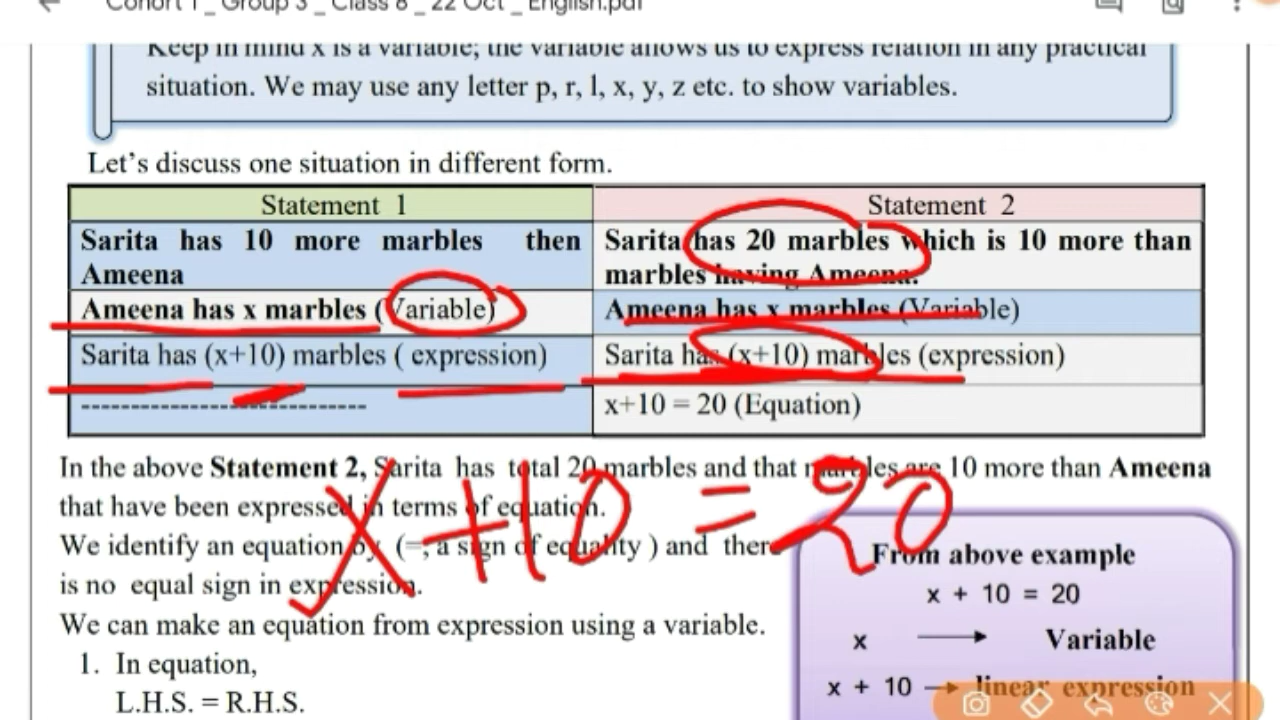 Cohort 1 _ Group 3 _ Class 8 _ 22 Oct _ English.pdf
Keep in mind x is a variable; the variable allows us to express relation in any practical
situation. We may use any letter p, r, l, x, y, z etc. to show variables.
Let's discuss one situation in different form.
Statement 1
Statement 2
Sarita has 10 more marbles then
Ameena
Sarita has 20 marbles which is 10 more than
marbles having Ameena.
Ameena has x marbles (Variable)
Ameena has x marbles (Variable)
Sarita has (x+10) marbles ( expression)
Sarita has (x+10) marbles (expression)
-----------------------------
x+10 = 20 (Equation)
In the above Statement 2, Sarita has total 20 marbles and that marbles are 10 more than Ameena
that have been expressed in terms of equation.
x + 10 = 20
We identify an equation by (=, a sign of equality ) and there
is no equal sign in expression.
We can make an equation from expression using a variable.
1. In equation,
L.H.S. = R.H.S.
From above example
x + 10 = 20
x → Variable
x + 10 → linear expression